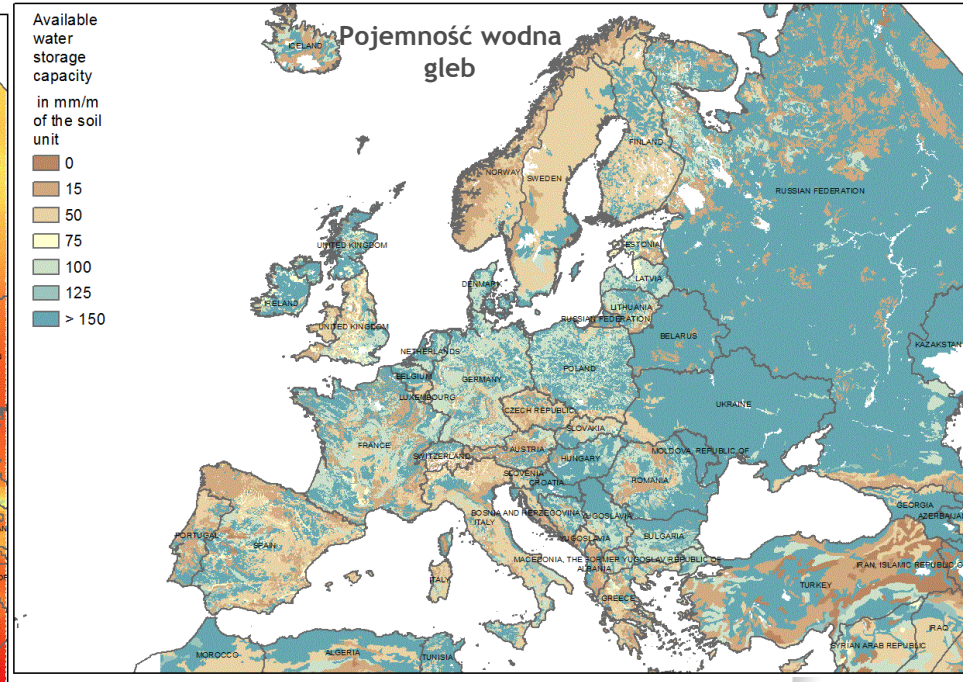 Available
water
storage
capacity
in mm/m
of the soil
unit
0
15
50
75
100
125
> 150
Pojemność wodna
gleb
ICELAND
NORWAY
SWEDEN
FINLAND
RUSSIAN FEDERATION
ESTONIA
LATVIA
LITHUANIA
RUSSIAN FEDERATION
UNITED KINGDOM
IRELAND
UNITED KINGDOM
DENMARK
NETHERLANDS
BELGIUM
LUXEMBOURG
GERMANY
POLAND
BELARUS
KAZAKHSTAN
UKRAINE
CZECH REPUBLIC
SLOVAKIA
FRANCE
SWITZERLAND
AUSTRIA
HUNGARY
MOLDOVA, REPUBLIC OF
SLOVENIA
CROATIA
ROMANIA
BOSNIA AND HERZEGOVINA
ITALY
YUGOSLAVIA
YUGOSLAVIA
BULGARIA
GEORGIA
AZERBAIJAN
PORTUGAL
SPAIN
ITALY
MACEDONIA, THE FORMER YUGOSLAV REPUBLIC OF
ALBANIA
GREECE
TURKEY
IRAN, ISLAMIC REPUBLIC O
SYRIAN ARAB REPUBLIC
IRAQ
MOROCCO
ALGERIA
TUNISIA